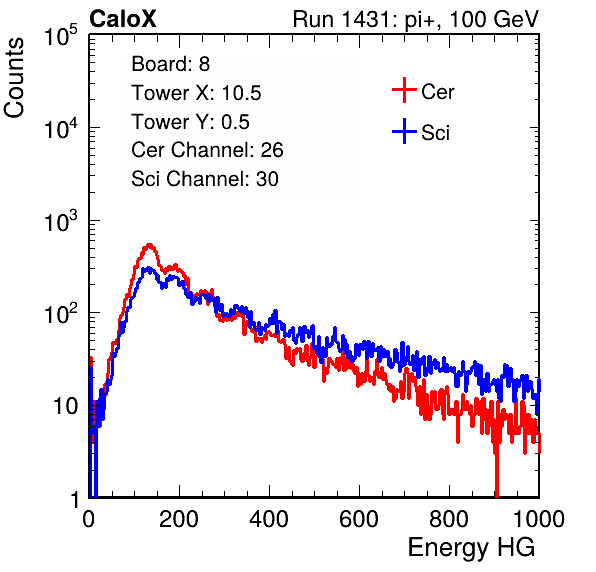 CaloX Run 1431: pi+, 100 GeV
Counts
10^5
10^4
10^3
10^2
10
1
Board: 8
Tower X: 10.5
Tower Y: 0.5
Cer Channel: 26
Sci Channel: 30
Cer
Sci
0 200 400 600 800 1000
Energy HG